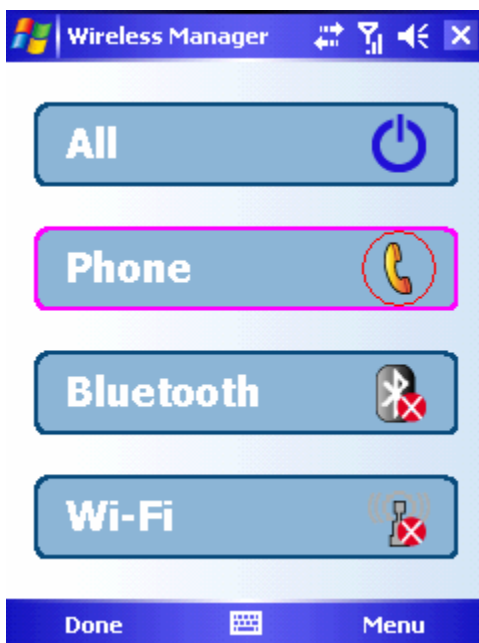 Wireless Manager
All
Phone
Bluetooth
Wi-Fi
Done Menu